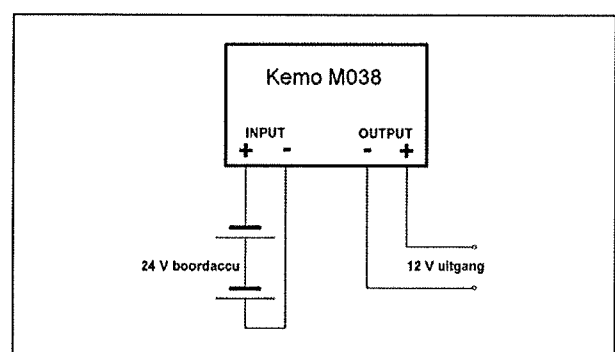 Kemo M038
INPUT OUTPUT
+ - - +
24 V boordaccu 12 V uitgang